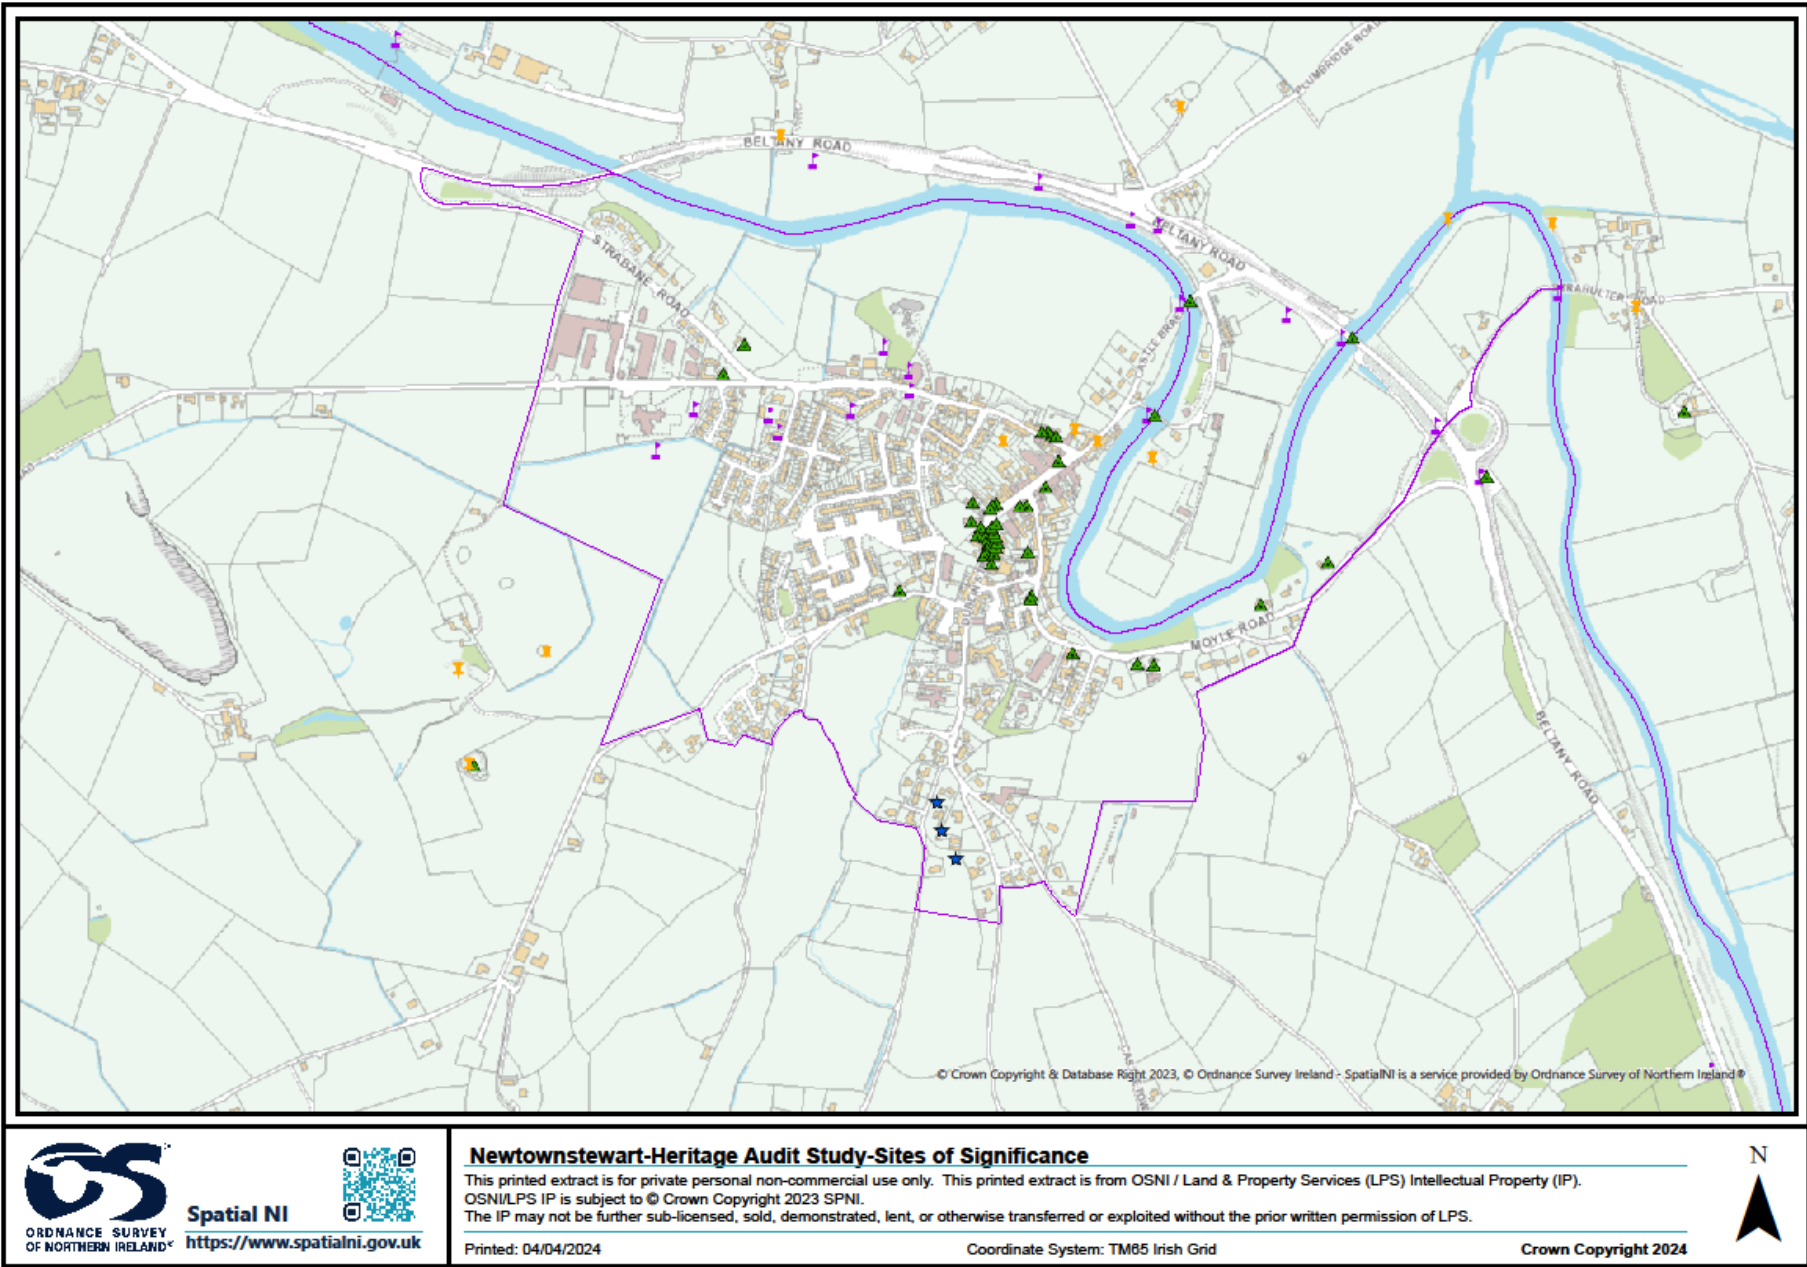 PLUMBRIDGE ROAD
BELTANY ROAD
BELTANY ROAD
STRABANE ROAD
CASTLE BRAE
MOYLE ROAD
BELTANY ROAD
© Crown Copyright & Database Right 2023, © Ordnance Survey Ireland - SpatialNI is a service provided by Ordnance Survey of Northern Ireland®
OS
ORDNANCE SURVEY
OF NORTHERN IRELAND
Spatial NI
https://www.spatialni.gov.uk
Newtownstewart-Heritage Audit Study-Sites of Significance
This printed extract is for private personal non-commercial use only. This printed extract is from OSNI / Land & Property Services (LPS) Intellectual Property (IP).
OSNI/LPS IP is subject to © Crown Copyright 2023 SPNI.
The IP may not be further sub-licensed, sold, demonstrated, lent, or otherwise transferred or exploited without the prior written permission of LPS.
Printed: 04/04/2024
Coordinate System: TM65 Irish Grid
Crown Copyright 2024
N